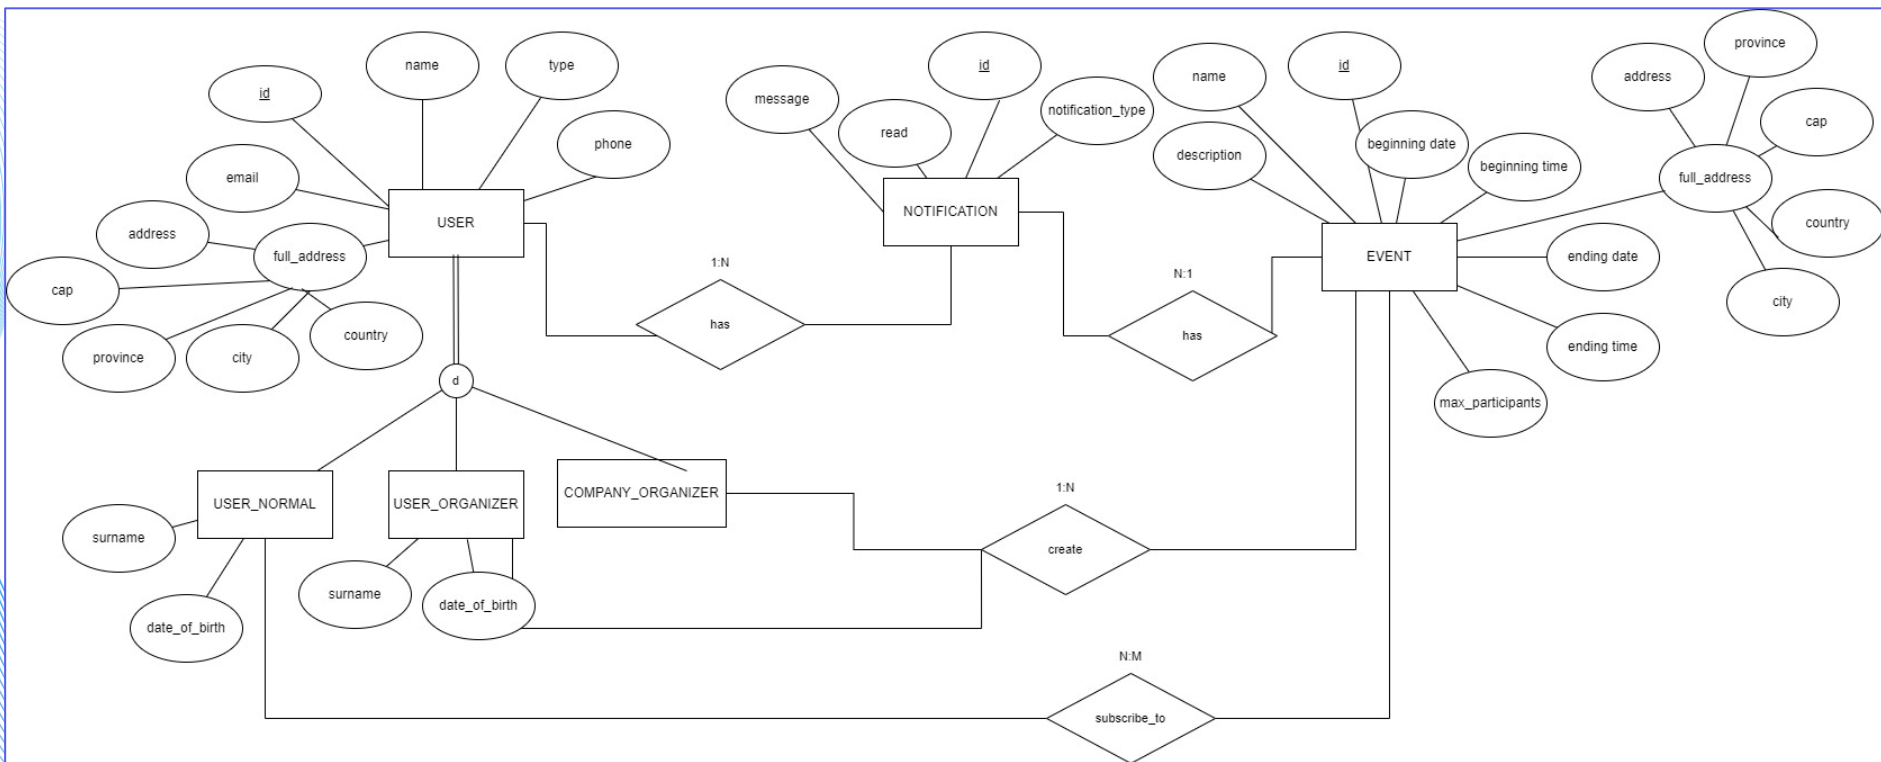 province
name
type
id
name
id
address
id
message
notification_type
cap
read
beginning date
phone
description
beginning time
email
full_address
NOTIFICATION
USER
country
address
full_address
EVENT
ending date
1:N
N:1
cap
city
has
has
country
ending time
province
city
d
max_participants
COMPANY_ORGANIZER
USER_NORMAL
USER_ORGANIZER
1:N
surname
create
surname
date_of_birth
date_of_birth
N:M
subscribe_to